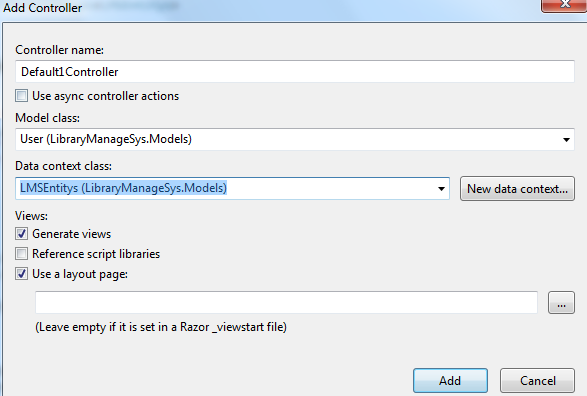 Add Controller
Controller name:
Default1Controller
Use async controller actions
Model class:
User (LibraryManageSys.Models)
Data context class:
LMSEntitys (LibraryManageSys.Models)
New data context...
Views:
Generate views
Reference script libraries
Use a layout page:
...
(Leave empty if it is set in a Razor _viewstart file)
Add Cancel